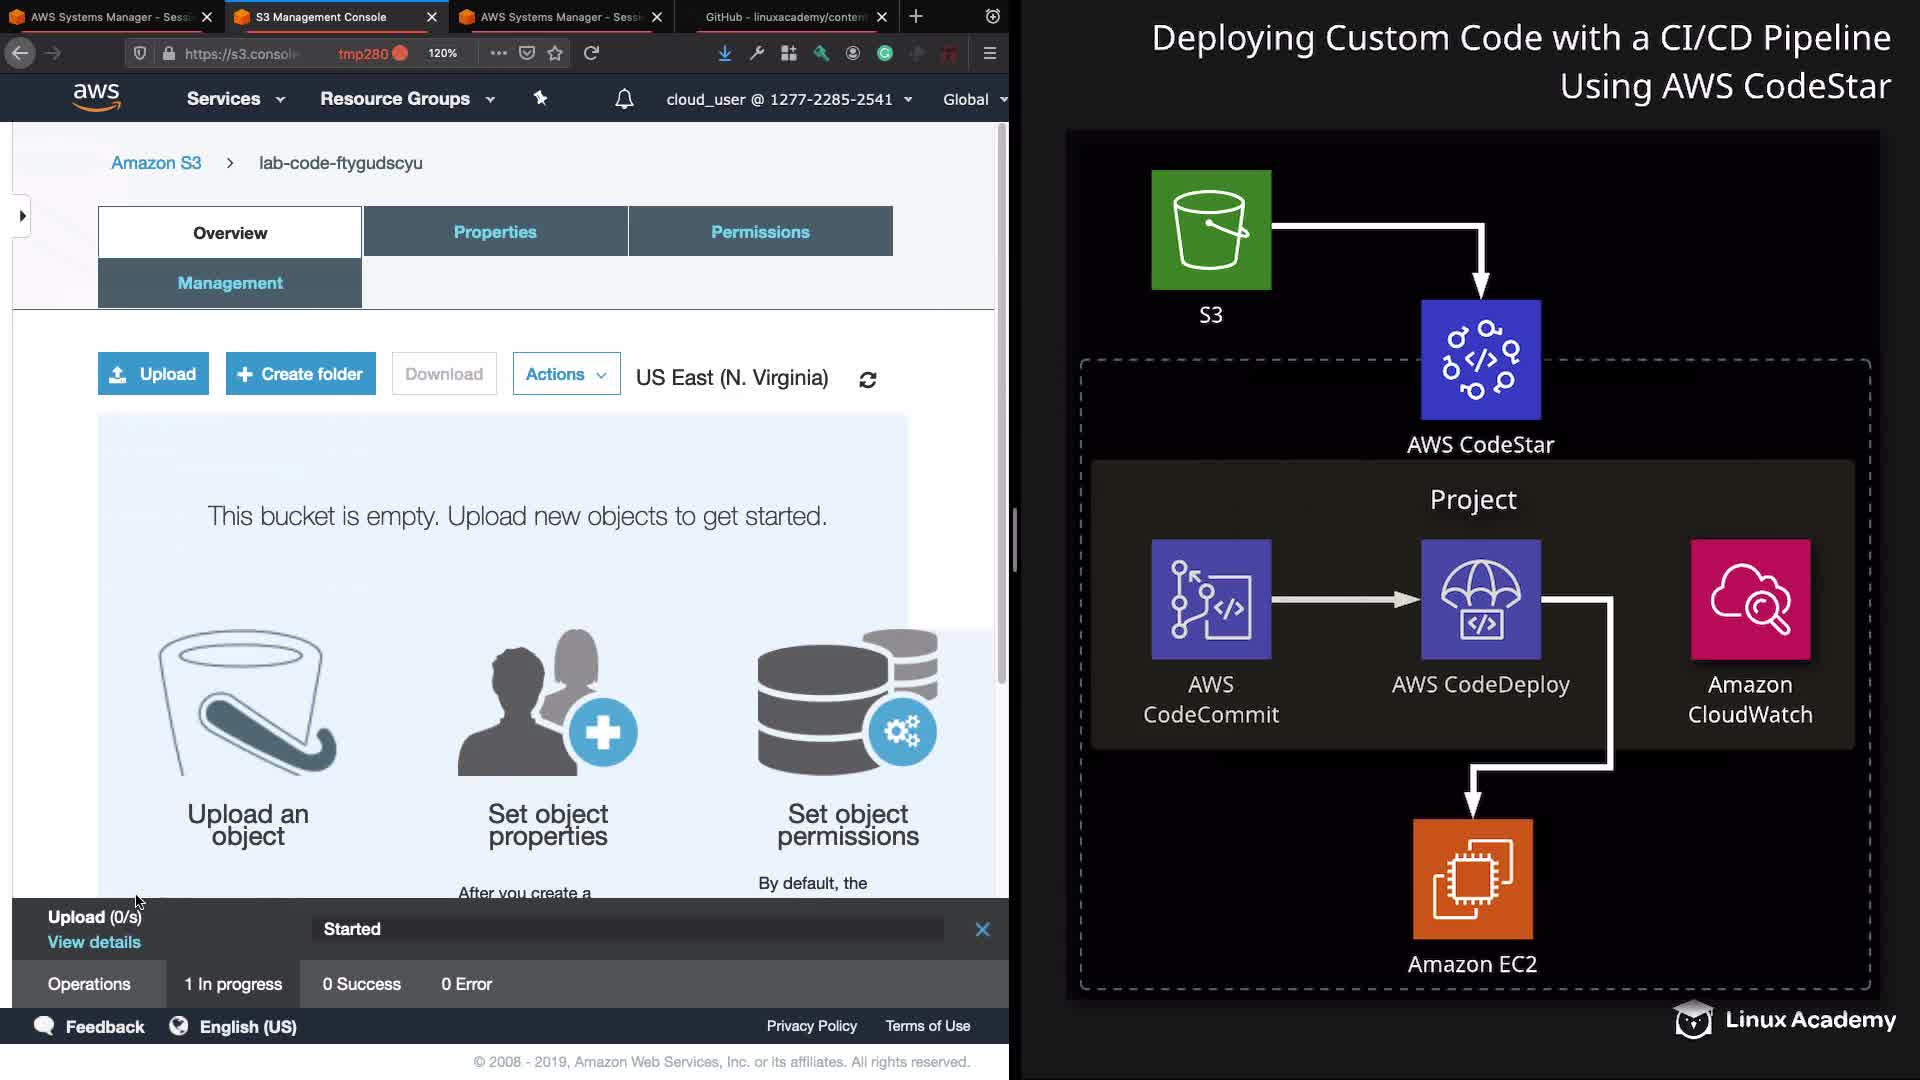 AWS Systems Manager - Sessi
S3 Management Console
AWS Systems Manager - Sessi
GitHub - linuxacademy/conten
https://s3.console
tmp280
120%
aws
Services
Resource Groups
cloud_user @ 1277-2285-2541
Global
Amazon S3 > lab-code-ftygudscyu
Overview
Properties
Permissions
Management
Upload
Create folder
Download
Actions
US East (N. Virginia)
This bucket is empty. Upload new objects to get started.
Upload an
object
Set object
properties
Set object
permissions
After you create a
By default, the
Upload (0/s)
View details
Started
Operations
1 In progress
0 Success
0 Error
Feedback
English (US)
Privacy Policy
Terms of Use
© 2008 - 2019, Amazon Web Services, Inc. or its affiliates. All rights reserved.
Deploying Custom Code with a CI/CD Pipeline
Using AWS CodeStar
S3
AWS CodeStar
Project
AWS
CodeCommit
AWS CodeDeploy
Amazon
CloudWatch
Amazon EC2
Linux Academy